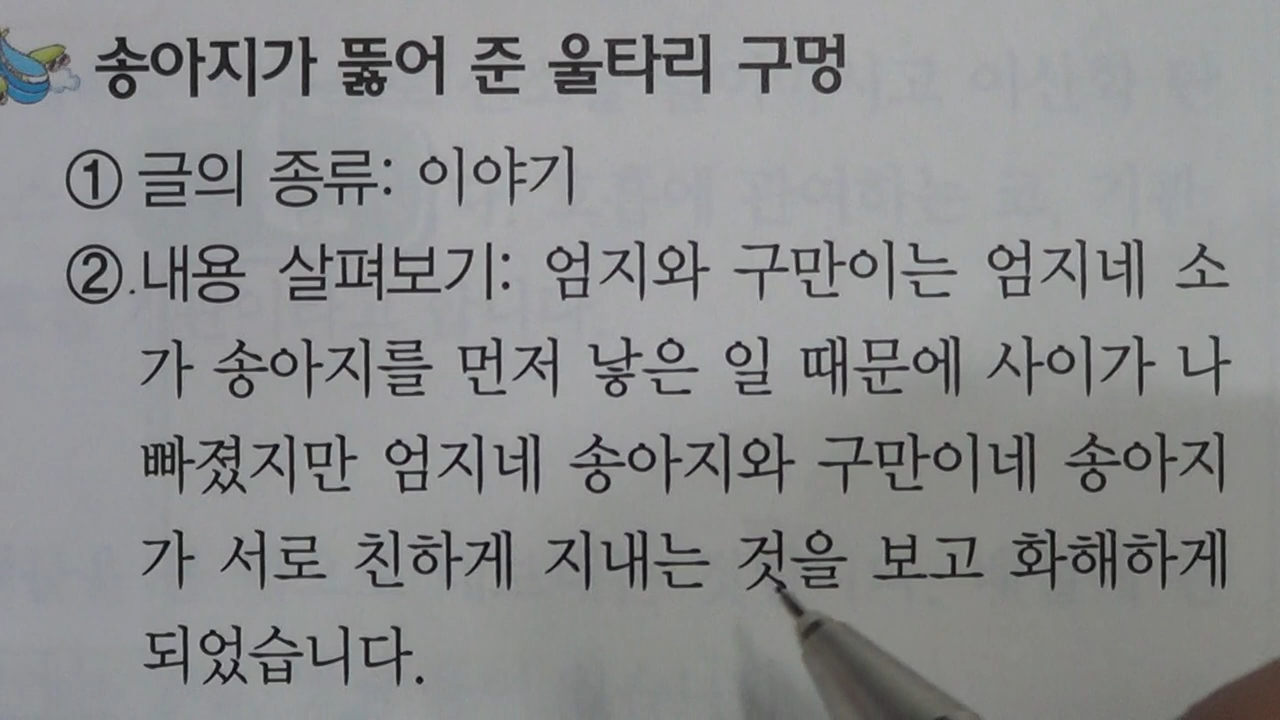 송아지가 뚫어 준 울타리 구멍
① 글의 종류: 이야기
②.내용 살펴보기: 엄지와 구만이는 엄지네 소
가 송아지를 먼저 낳은 일 때문에 사이가 나
빠졌지만 엄지네 송아지와 구만이네 송아지
가 서로 친하게 지내는 것을 보고 화해하게
되었습니다.